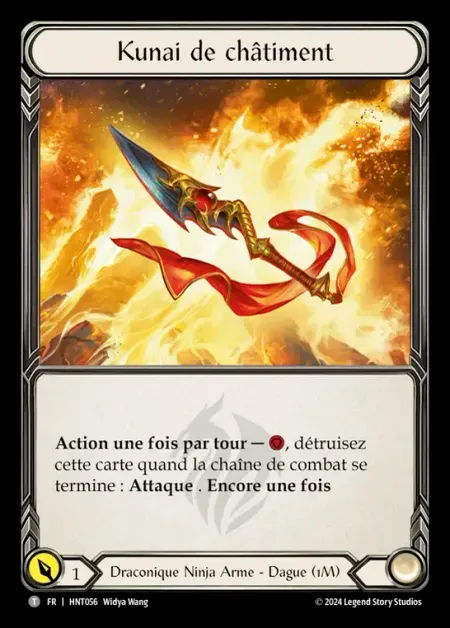 Kunai de châtiment
Action une fois par tour — , détruisez
cette carte quand la chaîne de combat se
termine : Attaque . Encore une fois
1
Draconique Ninja Arme - Dague (1M)
T FR | HNT056 Widya Wang
© 2024 Legend Story Studios